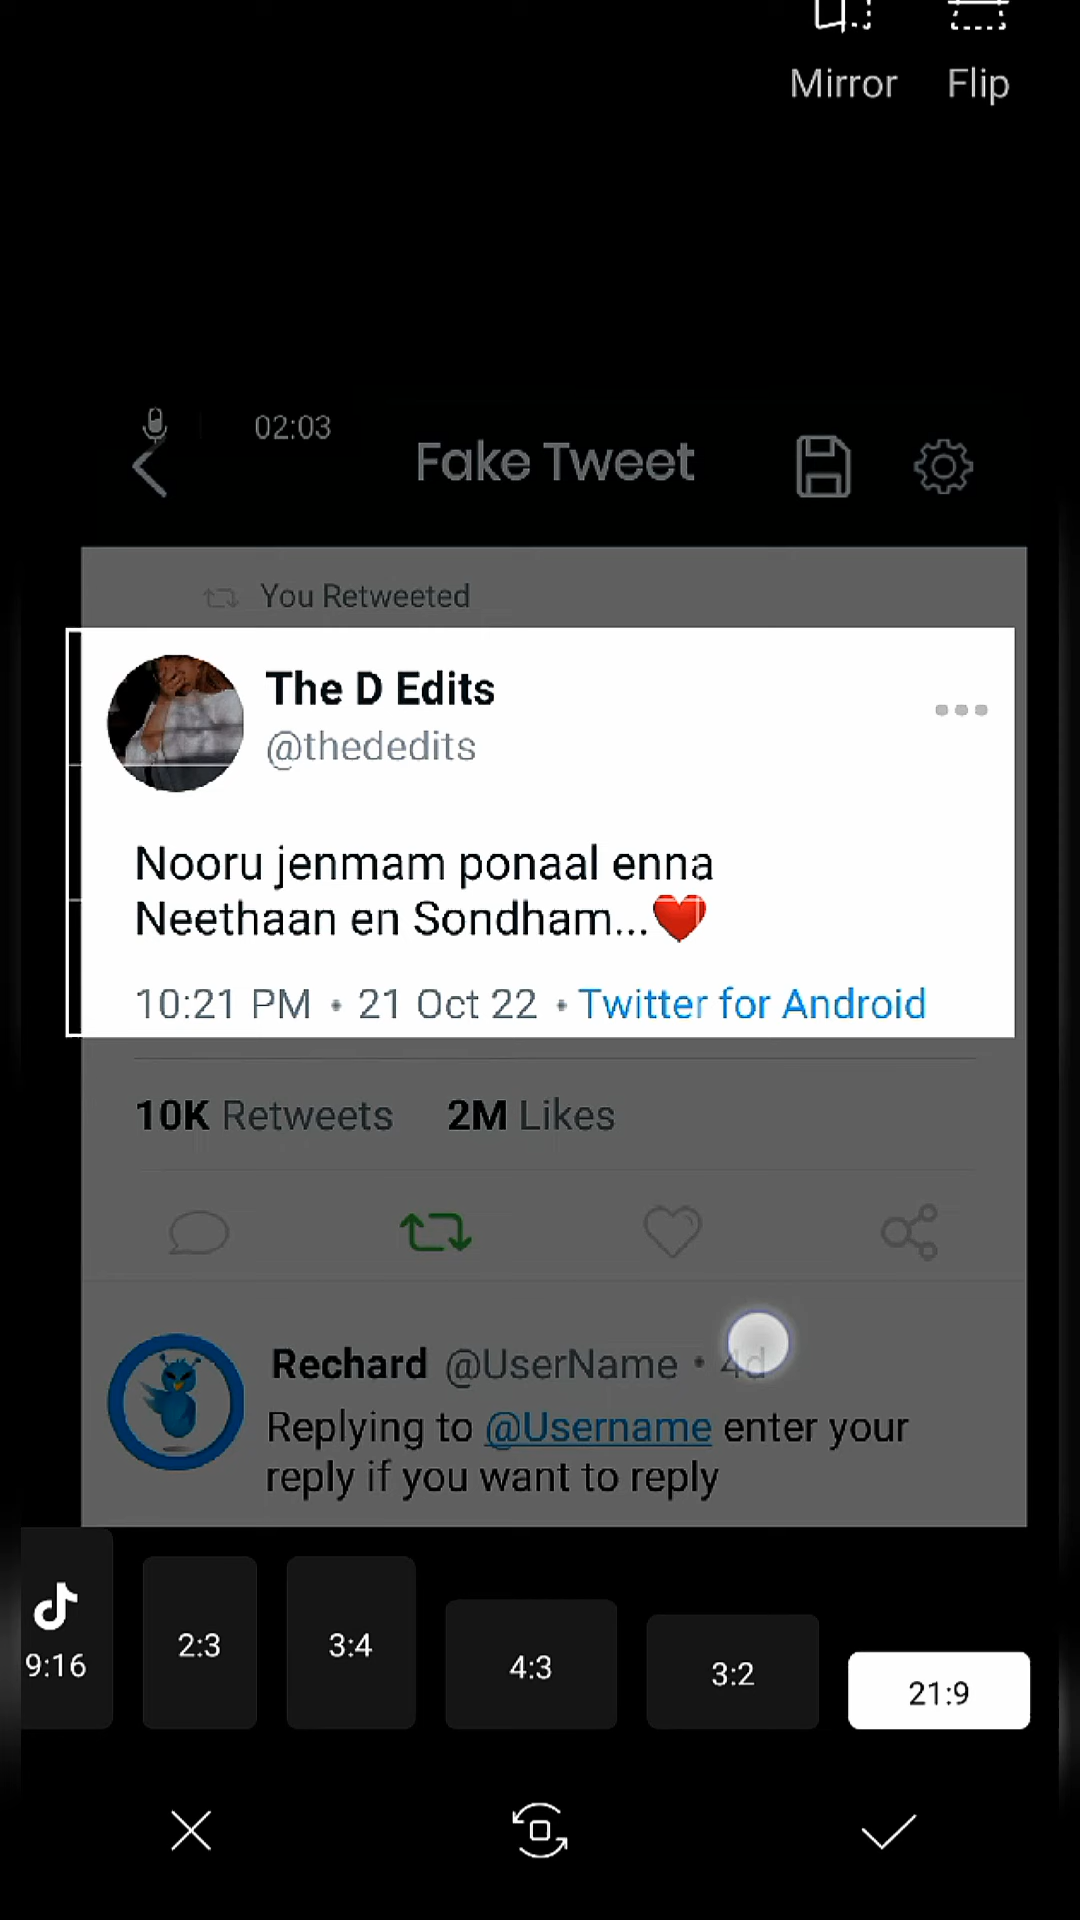 Mirror Flip
02:03
Fake Tweet
You Retweeted
The D Edits
@thededits
Nooru jenmam ponaal enna
Neethaan en Sondham...❤️
10:21 PM • 21 Oct 22 • Twitter for Android
10K Retweets 2M Likes
Rechard @UserName • 4d
Replying to @Username enter your
reply if you want to reply
9:16 2:3 3:4 4:3 3:2 21:9